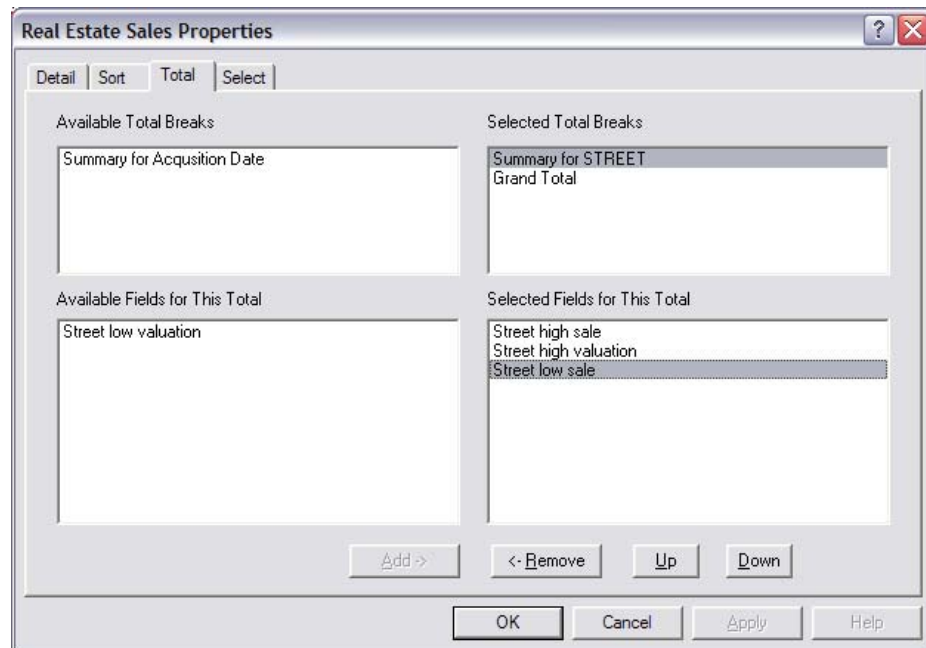 Real Estate Sales Properties
?
Detail Sort Total Select
Available Total Breaks
Summary for Acqusition Date
Selected Total Breaks
Summary for STREET
Grand Total
Available Fields for This Total
Street low valuation
Selected Fields for This Total
Street high sale
Street high valuation
Street low sale
Add -> <- Remove Up Down
OK Cancel Apply Help